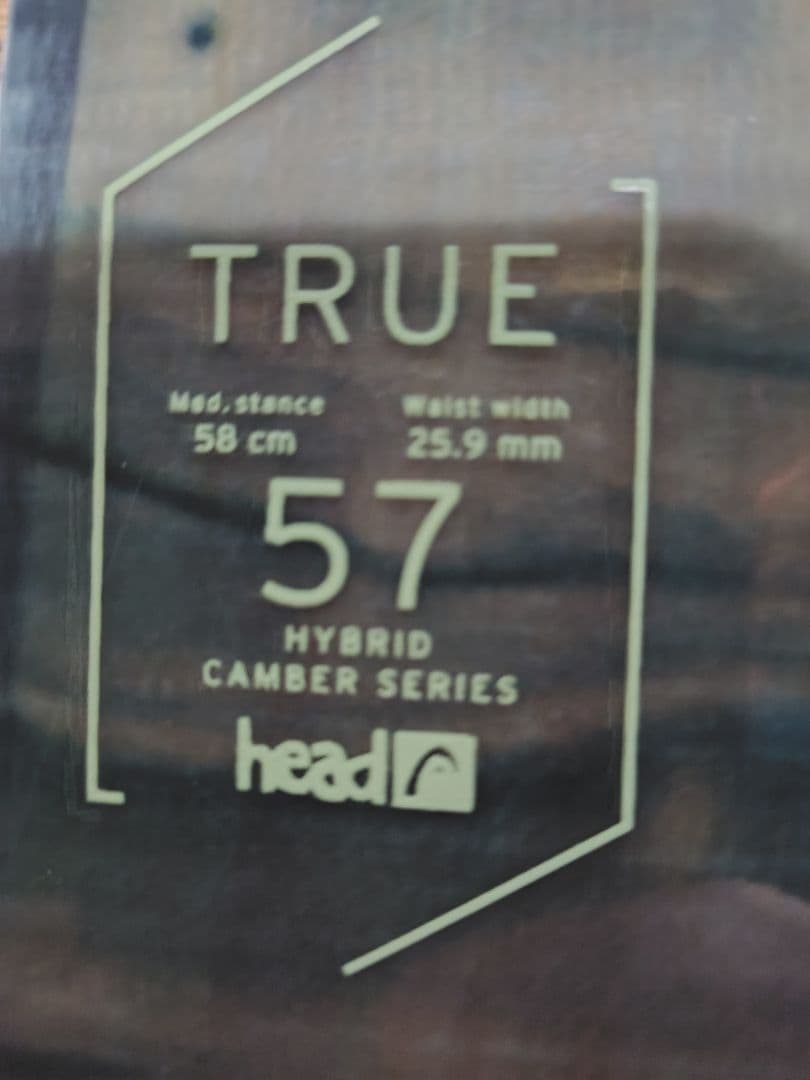 TRUE
Med. stance Waist width
58 cm 25.9 mm
57
HYBRID
CAMBER SERIES
head